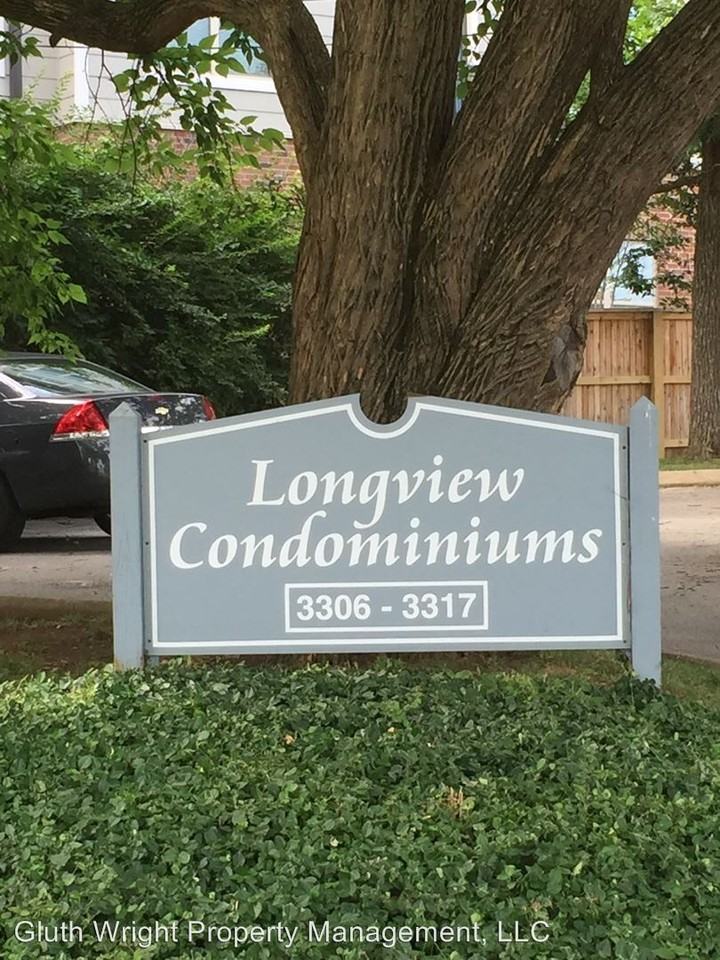 Longview
Condominiums
3306 - 3317
Gluth Wright Property Management, LLC